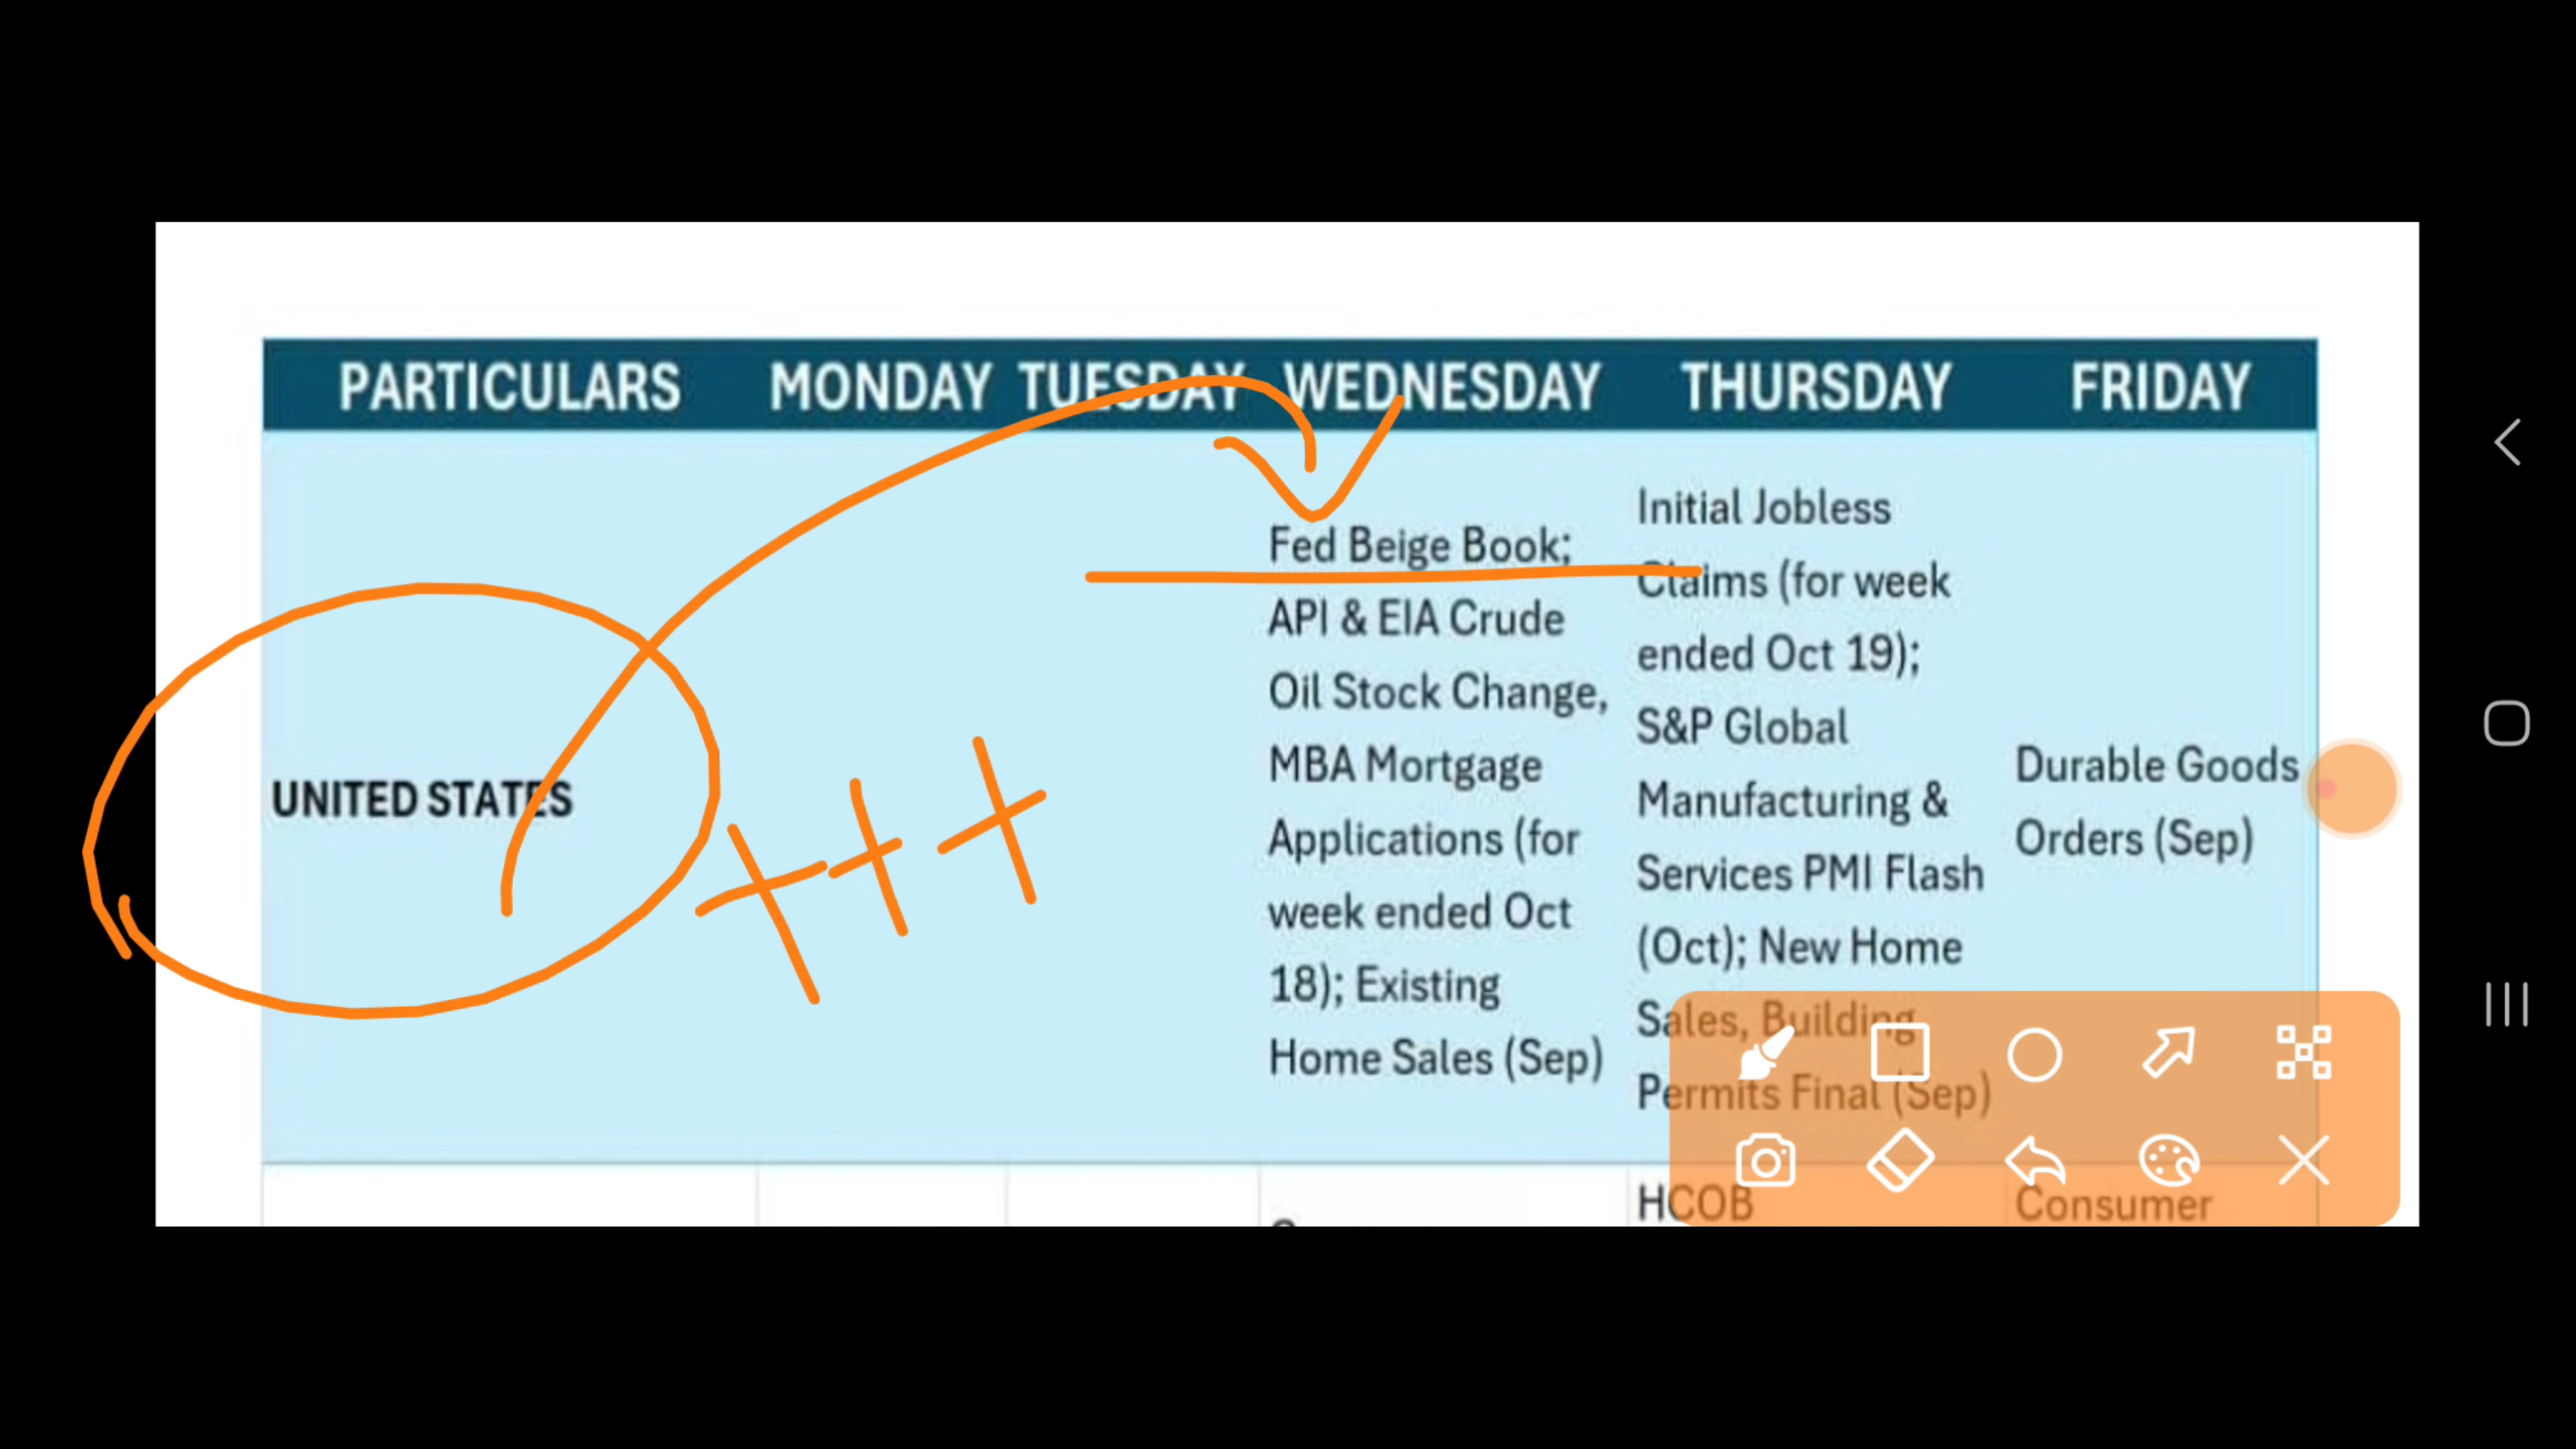 PARTICULARS MONDAY TUESDAY WEDNESDAY THURSDAY FRIDAY
UNITED STATES
Fed Beige Book;
API & EIA Crude
Oil Stock Change,
MBA Mortgage
Applications (for
week ended Oct
18); Existing
Home Sales (Sep)
Initial Jobless
Claims (for week
ended Oct 19);
S&P Global
Manufacturing &
Services PMI Flash
(Oct); New Home
Sales, Building
Permits Final (Sep)
Durable Goods
Orders (Sep)
+++
HCOB
Consumer